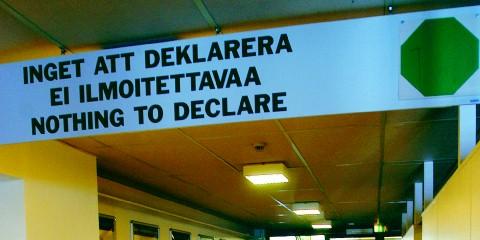 INGET ATT DEKLARERA
EI ILMOITETTAVAA
NOTHING TO DECLARE